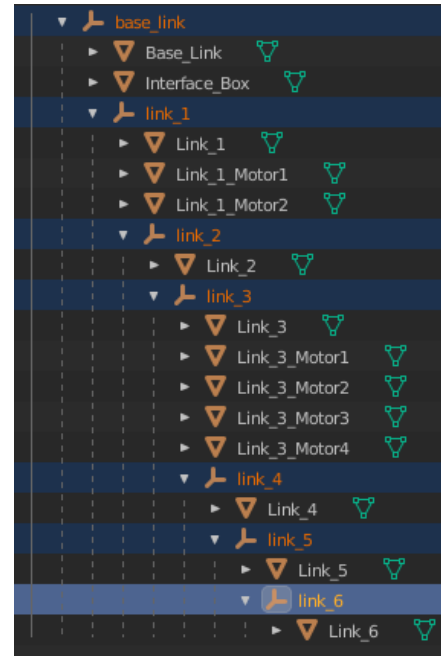 base_link
Base_Link
Interface_Box
link_1
Link_1
Link_1_Motor1
Link_1_Motor2
link_2
Link_2
link_3
Link_3
Link_3_Motor1
Link_3_Motor2
Link_3_Motor3
Link_3_Motor4
link_4
Link_4
link_5
Link_5
link_6
Link_6